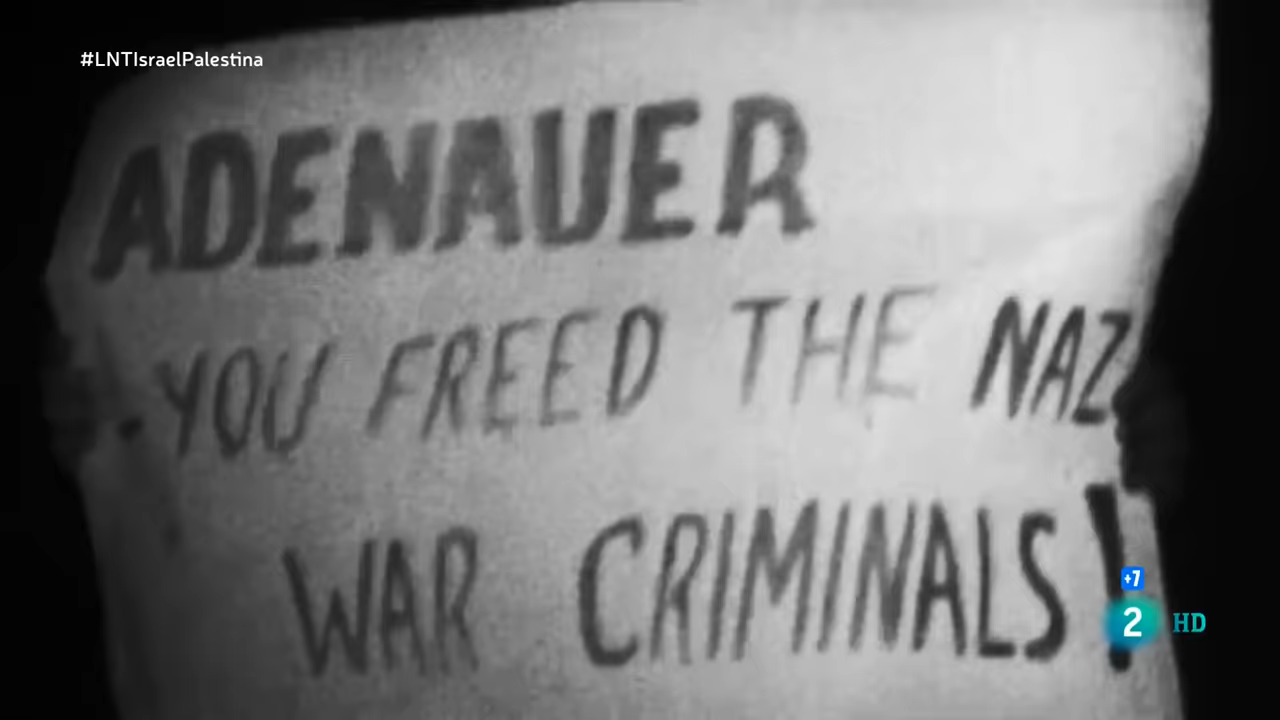 #LNTIsraelPalestina
ADENAUER
YOU FREED THE NAZ
WAR CRIMINALS!
+7
2 HD